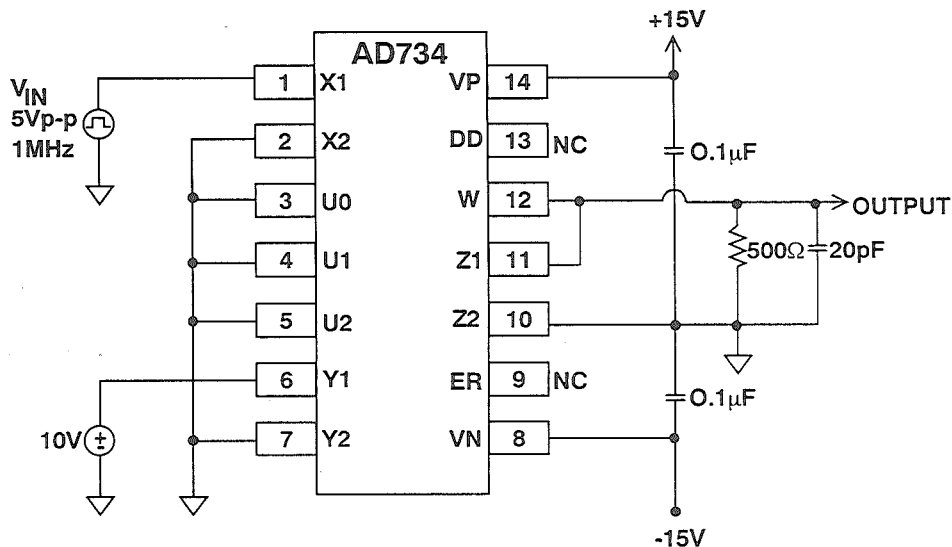 +15V
AD734
VIN
5Vp-p
1MHz
1 X1
VP 14
2 X2
DD 13 NC
0.1μF
3 U0
W 12
OUTPUT
4 U1
Z1 11
500Ω
20pF
5 U2
Z2 10
6 Y1
ER 9 NC
0.1μF
10V
7 Y2
VN 8
-15V